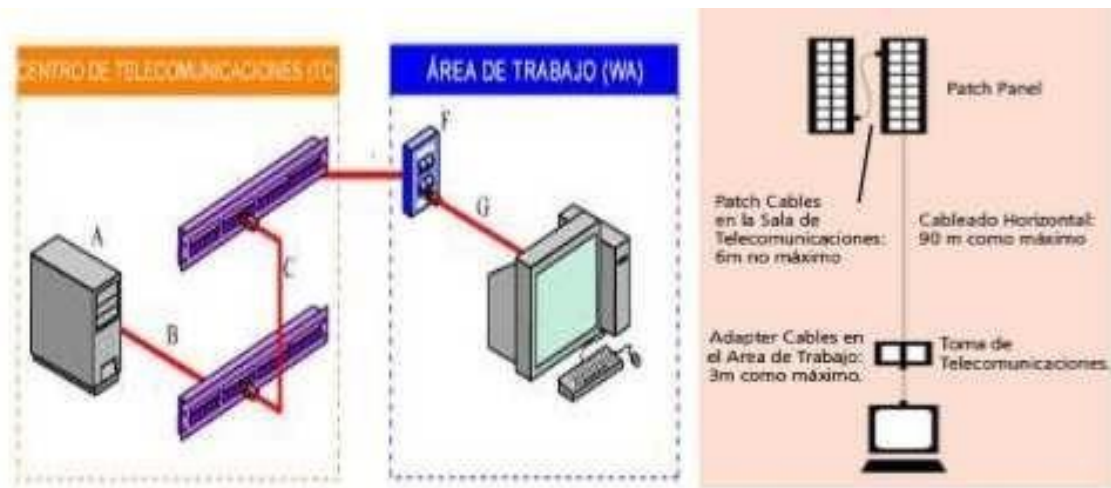 CENTRO DE TELECOMUNICACIONES (TC)
ÁREA DE TRABAJO (WA)
A
B
C
F
G
Patch Panel
Patch Cables
en la Sala de
Telecomunicaciones:
6m no máximo
Cableado Horizontal:
90 m como máximo
Adapter Cables en
el Area de Trabajo:
3m como máximo.
Toma de
Telecomunicaciones.